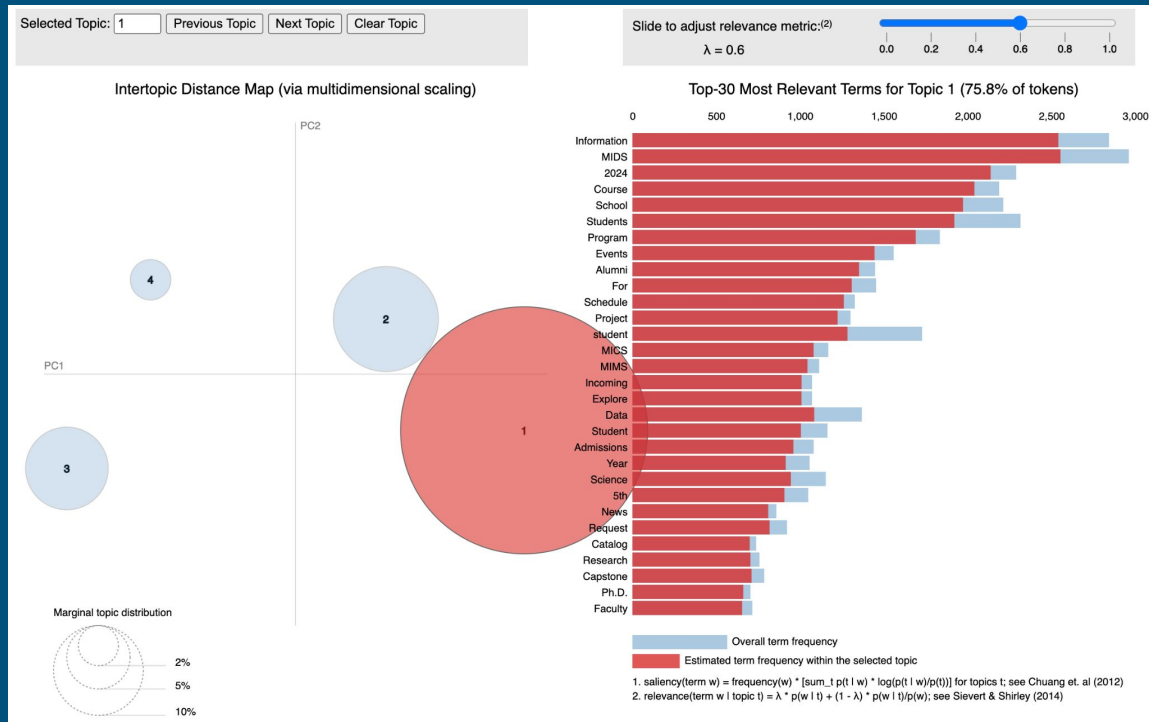 Selected Topic: 1 Previous Topic Next Topic Clear Topic
Slide to adjust relevance metric:(2)
λ = 0.6
0.0 0.2 0.4 0.6 0.8 1.0
Intertopic Distance Map (via multidimensional scaling)
PC2
PC1
4
2
1
3
Marginal topic distribution
2%
5%
10%
Top-30 Most Relevant Terms for Topic 1 (75.8% of tokens)
0 500 1,000 1,500 2,000 2,500 3,000
Information
MIDS
2024
Course
School
Students
Program
Events
Alumni
For
Schedule
Project
student
MICS
MIMS
Incoming
Explore
Data
Student
Admissions
Year
Science
5th
News
Request
Catalog
Research
Capstone
Ph.D.
Faculty
Overall term frequency
Estimated term frequency within the selected topic
1. saliency(term w) = frequency(w) * [sum_t p(t | w) * log(p(t | w)/p(t))] for topics t; see Chuang et. al (2012)
2. relevance(term w | topic t) = λ * p(w | t) + (1 - λ) * p(w | t)/p(w); see Sievert & Shirley (2014)